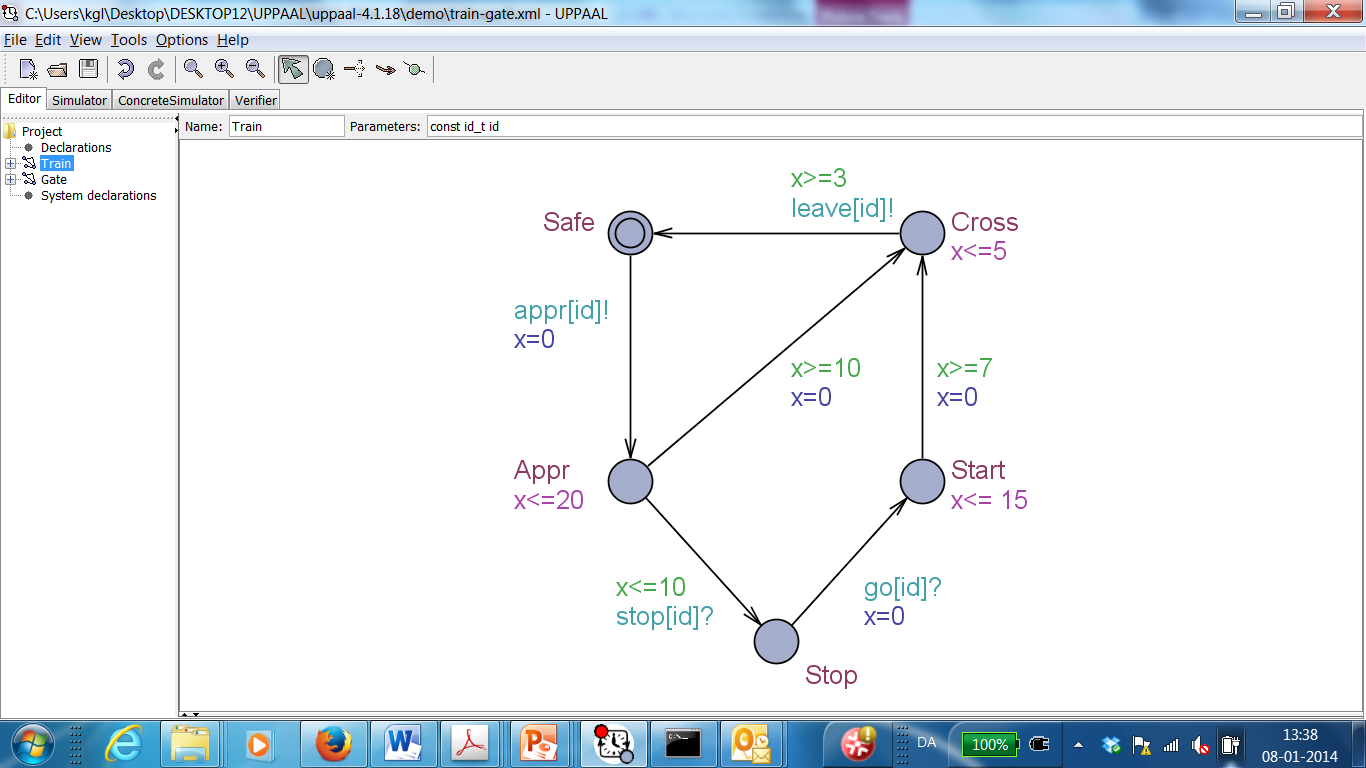 C:\Users\kgl\Desktop\DESKTOP12\UPPAAL\uppaal-4.1.18\demo\train-gate.xml - UPPAAL
File Edit View Tools Options Help
Editor Simulator ConcreteSimulator Verifier
Project
Declarations
Train
Gate
System declarations
Name: Train Parameters: const id_t id
x>=3
leave[id]!
Safe
Cross
x<=5
appr[id]!
x=0
x>=10
x=0
x>=7
x=0
Appr
x<=20
Start
x<= 15
x<=10
stop[id]?
go[id]?
x=0
Stop
DA
100%
13:38
08-01-2014